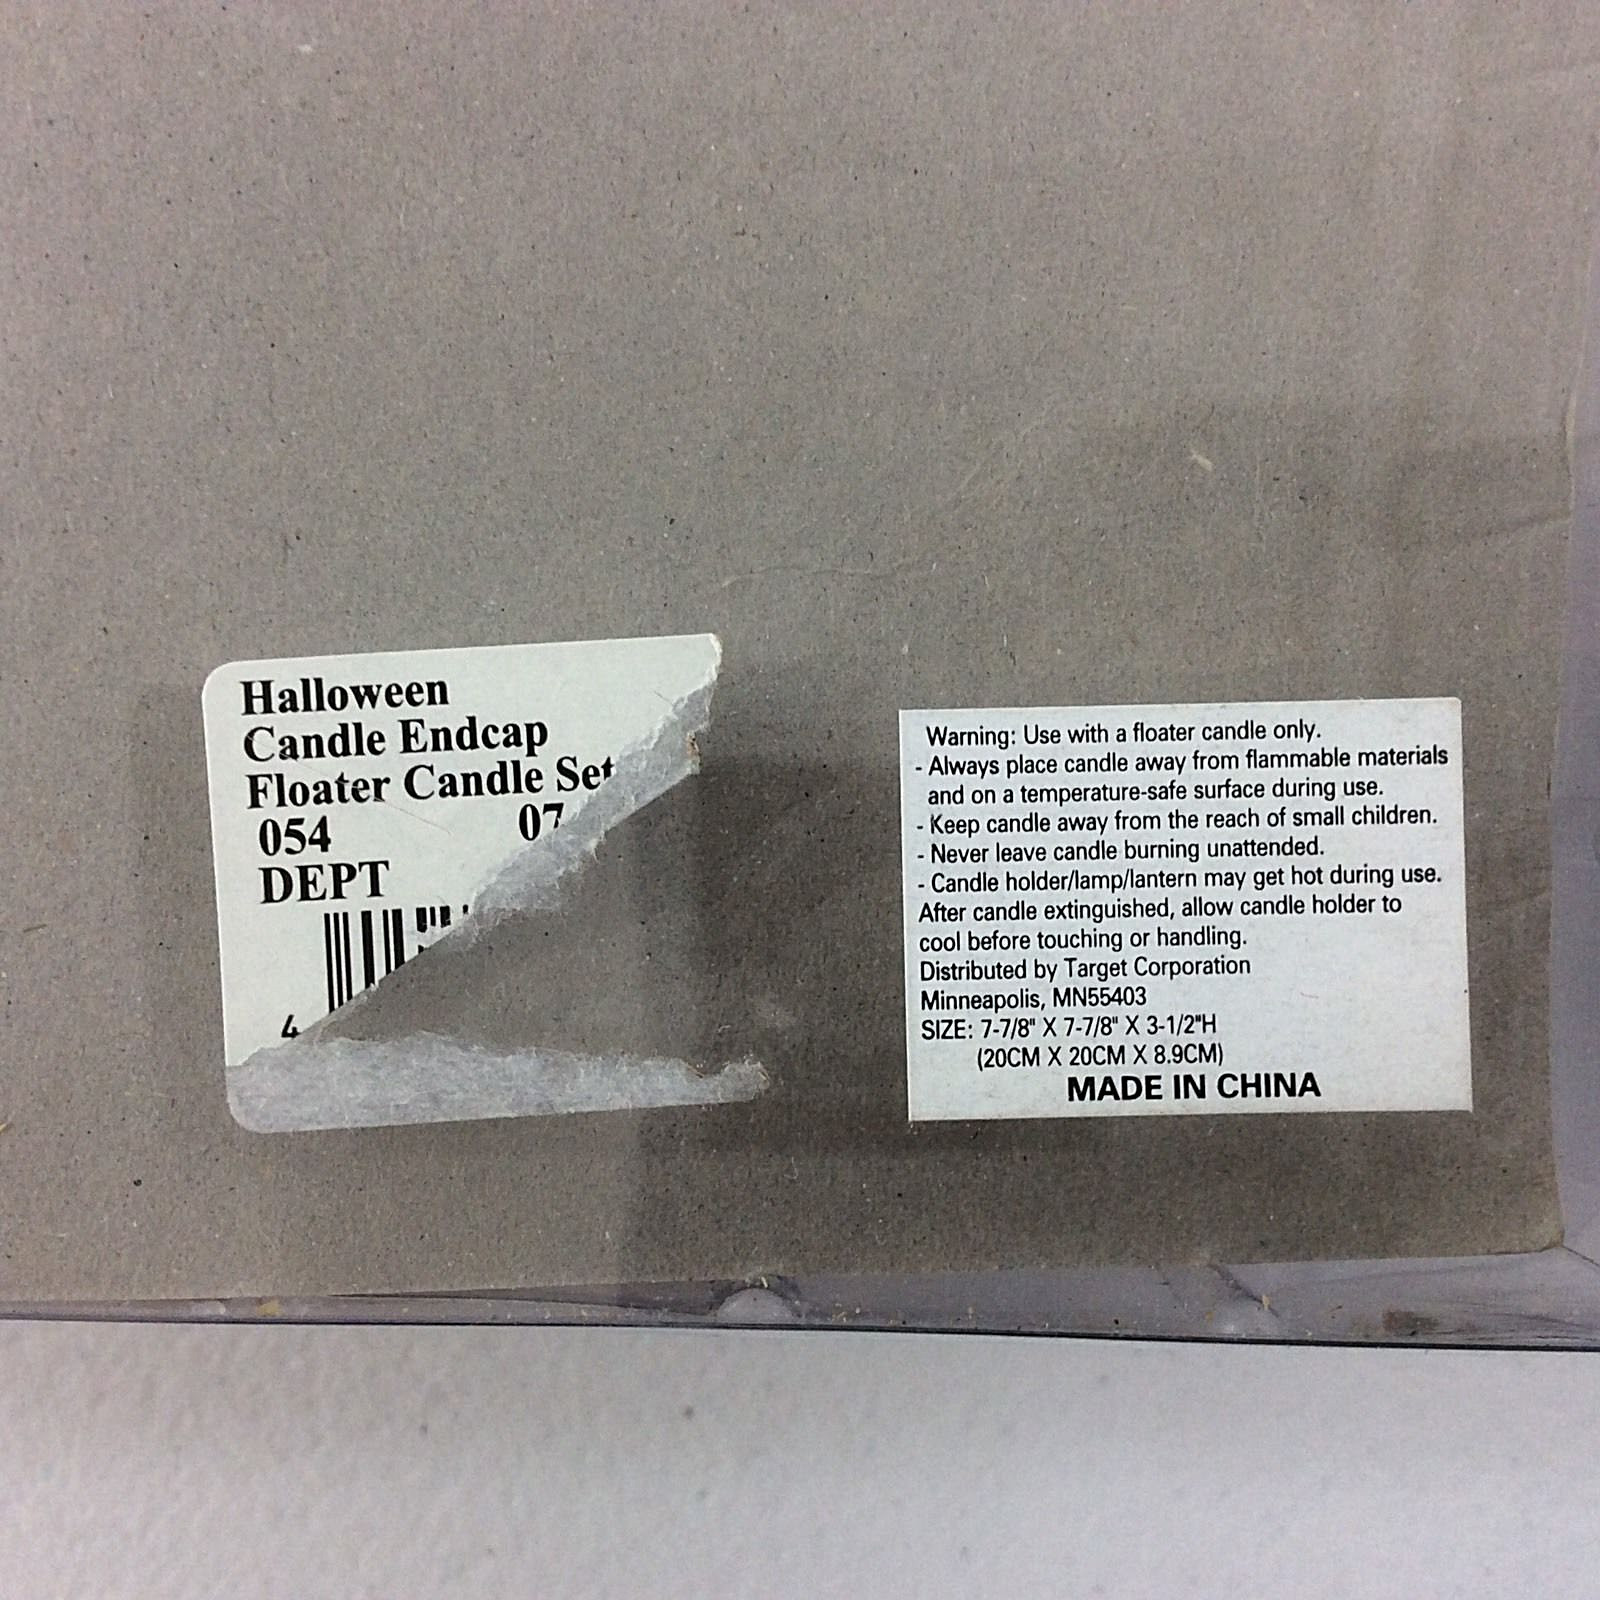 Halloween
Candle Endcap
Floater Candle Set
054 07
DEPT
4
Warning: Use with a floater candle only.
- Always place candle away from flammable materials
and on a temperature-safe surface during use.
- Keep candle away from the reach of small children.
- Never leave candle burning unattended.
- Candle holder/lamp/lantern may get hot during use.
After candle extinguished, allow candle holder to
cool before touching or handling.
Distributed by Target Corporation
Minneapolis, MN55403
SIZE: 7-7/8" X 7-7/8" X 3-1/2"H
(20CM X 20CM X 8.9CM)
MADE IN CHINA